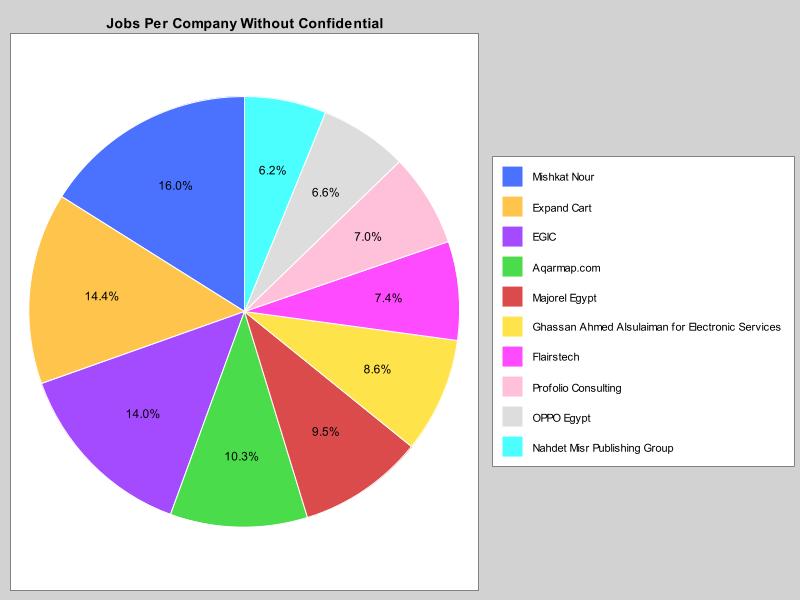 Jobs Per Company Without Confidential
16.0%
6.2%
6.6%
7.0%
14.4%
7.4%
8.6%
14.0%
9.5%
10.3%
Mishkat Nour
Expand Cart
EGIC
Aqarmap.com
Majorel Egypt
Ghassan Ahmed Alsulaiman for Electronic Services
Flairstech
Profolio Consulting
OPPO Egypt
Nahdet Misr Publishing Group